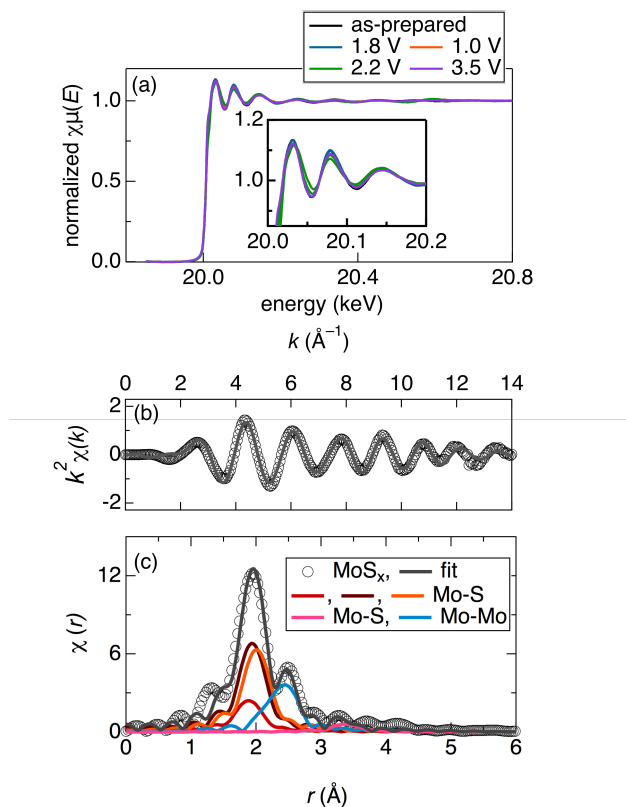 as-prepared
1.8 V 1.0 V
2.2 V 3.5 V
(a)
normalized χμ(E)
1.0
0.5
0.0
1.2
1.0
20.0 20.1 20.2
20.0 20.4 20.8
energy (keV)
k (Å⁻¹)
0 2 4 6 8 10 12 14
(b)
k² χ(k)
2
0
-2
(c)
MoSₓ, fit
, , Mo-S
Mo-S, Mo-Mo
χ(r)
12
6
0
0 1 2 3 4 5 6
r (Å)